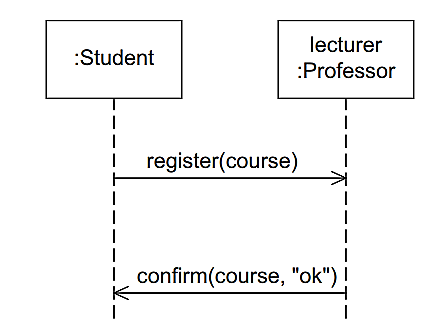 :Student
lecturer
:Professor
register(course)
confirm(course, "ok")